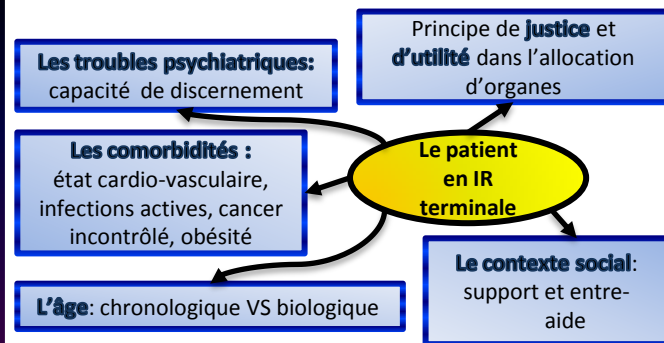 Les troubles psychiatriques:
capacité de discernement
Principe de justice et
d'utilité dans l'allocation
d'organes
Les comorbidités :
état cardio-vasculaire,
infections actives, cancer
incontrôlé, obésité
Le patient
en IR
terminale
L'âge: chronologique VS biologique
Le contexte social:
support et entre-
aide